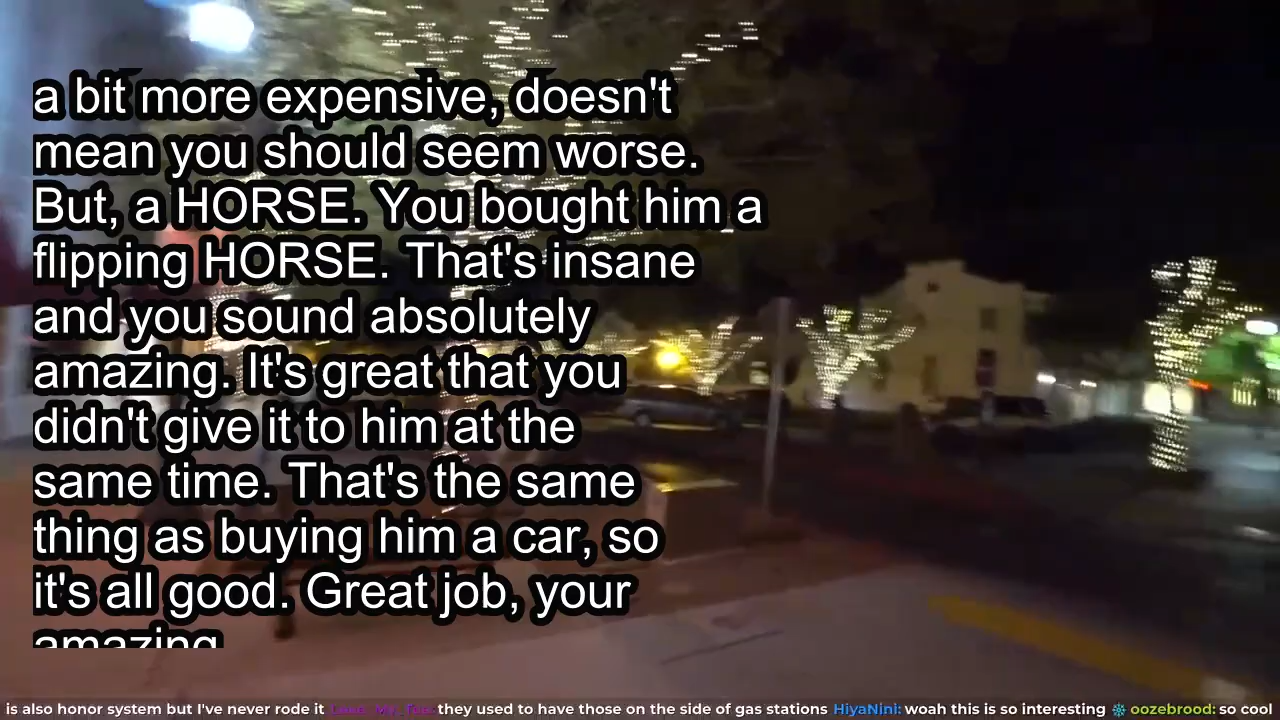 a bit more expensive, doesn't
mean you should seem worse.
But, a HORSE. You bought him a
flipping HORSE. That's insane
and you sound absolutely
amazing. It's great that you
didn't give it to him at the
same time. That's the same
thing as buying him a car, so
it's all good. Great job, your
amazing
is also honor system but I've never rode it they used to have those on the side of gas stations HiyaNini: woah this is so interesting oozebrood: so cool